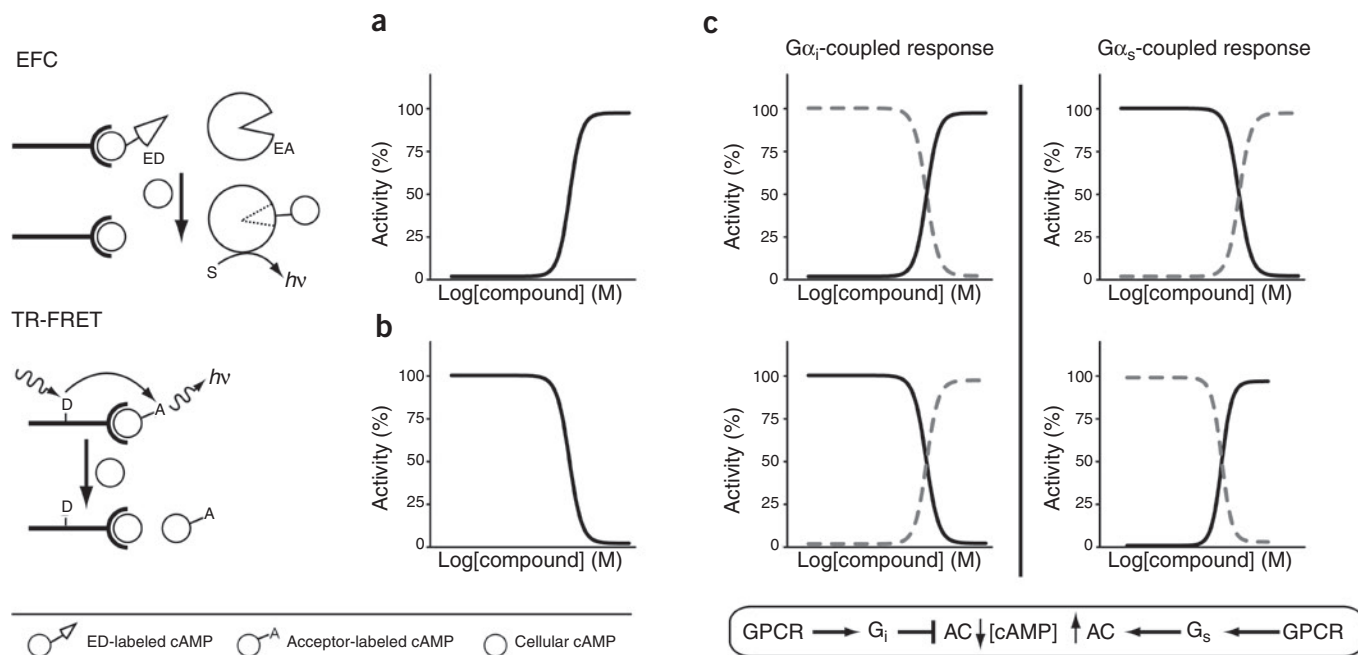 a
c
EFC
ED
EA
S
hν
Activity (%)
100
75
50
25
0
Log[compound] (M)
Gαi-coupled response
Activity (%)
100
75
50
25
0
Log[compound] (M)
Gαs-coupled response
Activity (%)
100
75
50
25
0
Log[compound] (M)
TR-FRET
b
D
A
hν
D
A
Activity (%)
100
75
50
25
0
Log[compound] (M)
Activity (%)
100
75
50
25
0
Log[compound] (M)
Activity (%)
100
75
50
25
0
Log[compound] (M)
ED-labeled cAMP
A
Acceptor-labeled cAMP
Cellular cAMP
GPCR Gi AC [cAMP] AC Gs GPCR